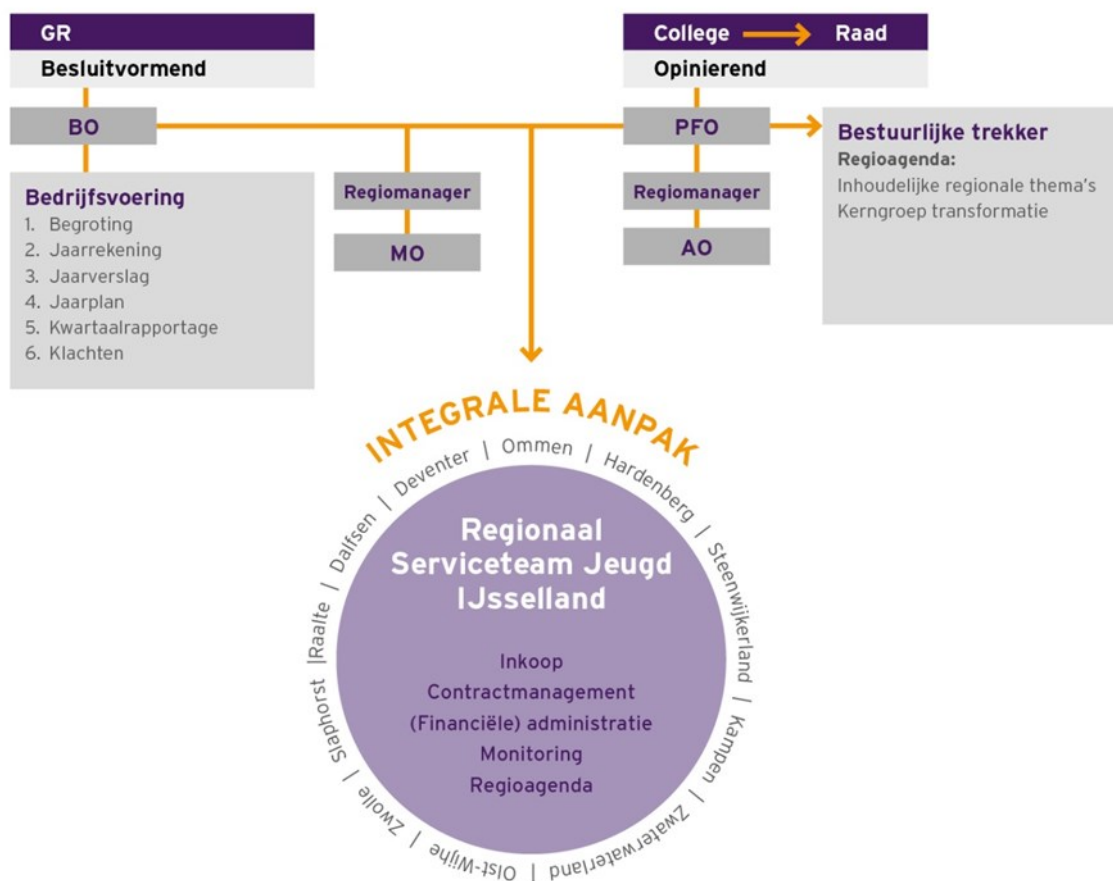 GR
Besluitvormend
BO
Bedrijfsvoering
1. Begroting
2. Jaarrekening
3. Jaarverslag
4. Jaarplan
5. Kwartaalrapportage
6. Klachten
Regiomanager
MO
College
Raad
Opinierend
PFO
Regiomanager
AO
Bestuurlijke trekker
Regioagenda:
Inhoudelijke regionale thema's
Kerngroep transformatie
INTEGRALE AANPAK
Olst-Wijhe | Zwolle | Staphorst |Raalte | Dalfsen | Deventer | Ommen | Hardenberg | Steenwijkerland | Kampen | Zwaterwaterland |
Regionaal
Serviceteam Jeugd
IJsselland
Inkoop
Contractmanagement
(Financiële) administratie
Monitoring
Regioagenda